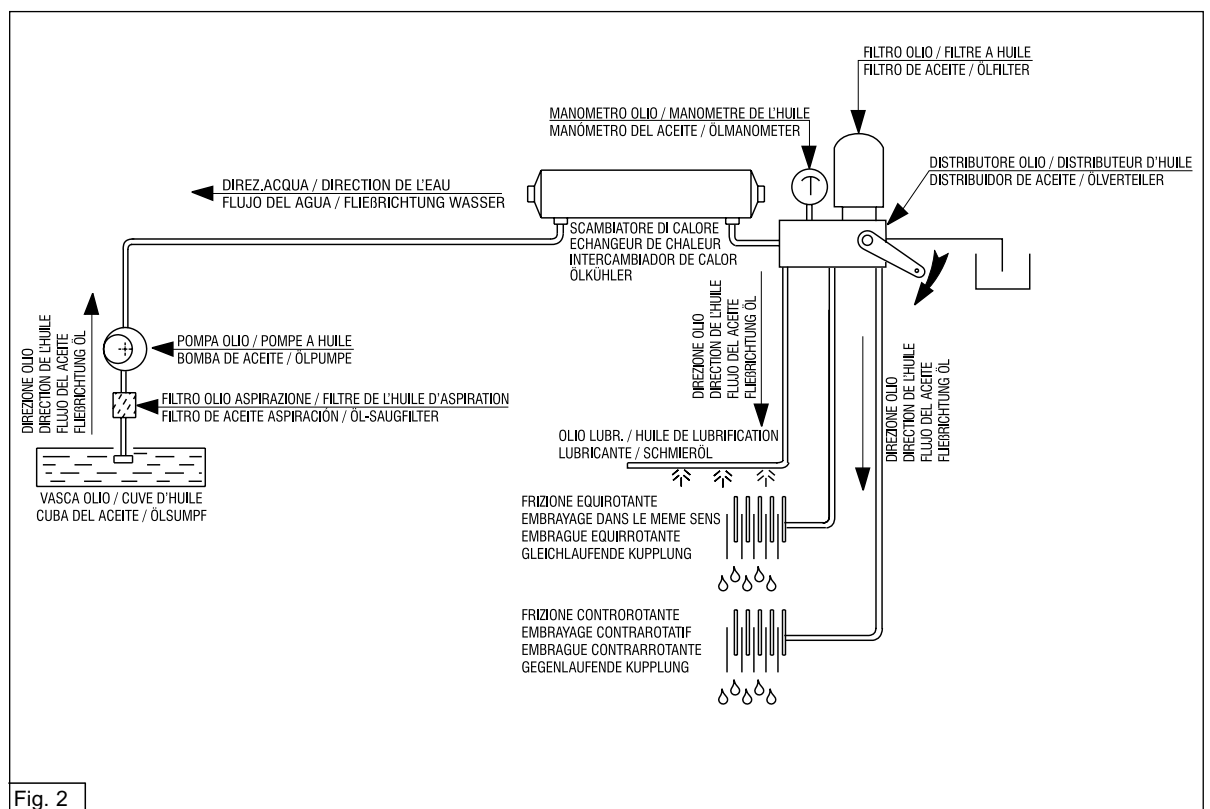 FILTRO OLIO / FILTRE A HUILE
FILTRO DE ACEITE / ÖLFILTER
MANOMETRO OLIO / MANOMETRE DE L'HUILE
MANÓMETRO DEL ACEITE / ÖLMANOMETER
DISTRIBUTORE OLIO / DISTRIBUTEUR D'HUILE
DISTRIBUIDOR DE ACEITE / ÖLVERTEILER
DIREZ.ACQUA / DIRECTION DE L'EAU
FLUJO DEL AGUA / FLIEßRICHTUNG WASSER
SCAMBIATORE DI CALORE
ECHANGEUR DE CHALEUR
INTERCAMBIADOR DE CALOR
ÖLKÜHLER
DIREZIONE OLIO
DIRECTION DE L'HUILE
FLUJO DEL ACEITE
FLIEßRICHTUNG ÖL
POMPA OLIO / POMPE A HUILE
BOMBA DE ACEITE / ÖLPUMPE
FILTRO OLIO ASPIRAZIONE / FILTRE DE L'HUILE D'ASPIRATION
FILTRO DE ACEITE ASPIRACIÓN / ÖL-SAUGFILTER
VASCA OLIO / CUVE D'HUILE
CUBA DEL ACEITE / ÖLSUMPF
DIREZIONE OLIO
DIRECTION DE L'HUILE
FLUJO DEL ACEITE
FLIEßRICHTUNG ÖL
DIREZIONE OLIO
DIRECTION DE L'HUILE
FLUJO DEL ACEITE
FLIEßRICHTUNG ÖL
OLIO LUBR. / HUILE DE LUBRIFICATION
LUBRICANTE / SCHMIERÖL
FRIZIONE EQUIROTANTE
EMBRAYAGE DANS LE MEME SENS
EMBRAGUE EQUIRROTANTE
GLEICHLAUFENDE KUPPLUNG
FRIZIONE CONTROROTANTE
EMBRAYAGE CONTRAROTATIF
EMBRAGUE CONTRARROTANTE
GEGENLAUFENDE KUPPLUNG
Fig. 2